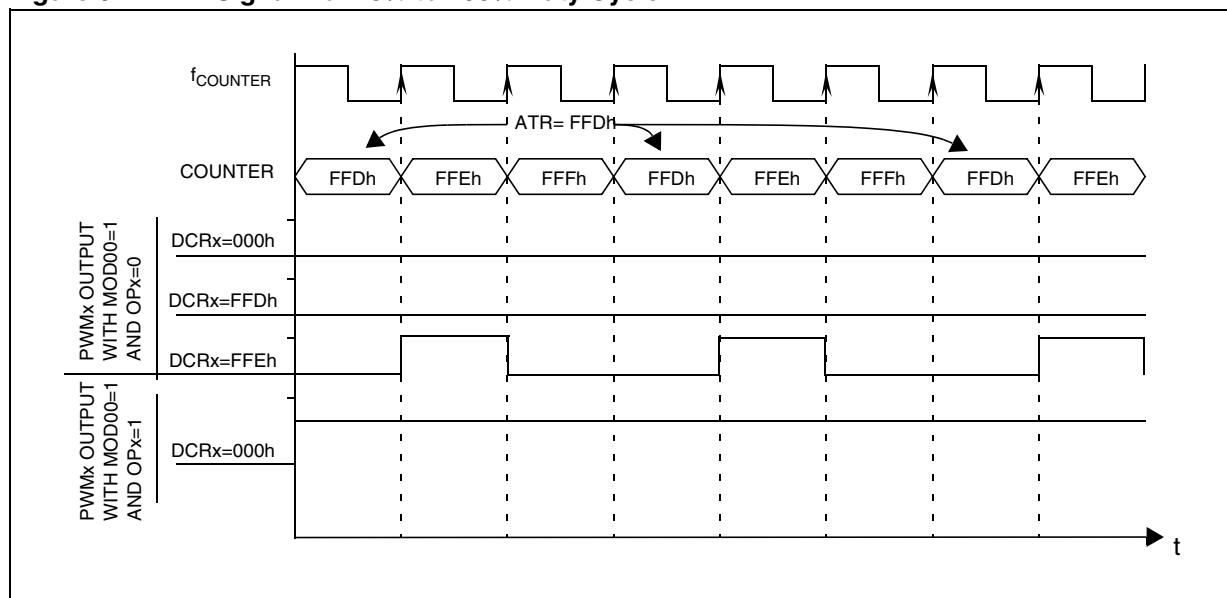 fCOUNTER
ATR= FFDh
COUNTER
FFDh FFEh FFFh FFDh FFEh FFFh FFDh FFEh
PWMx OUTPUT
WITH MOD00=1
AND OPx=0
DCRx=000h
DCRx=FFDh
DCRx=FFEh
PWMx OUTPUT
WITH MOD00=1
AND OPx=1
DCRx=000h
t